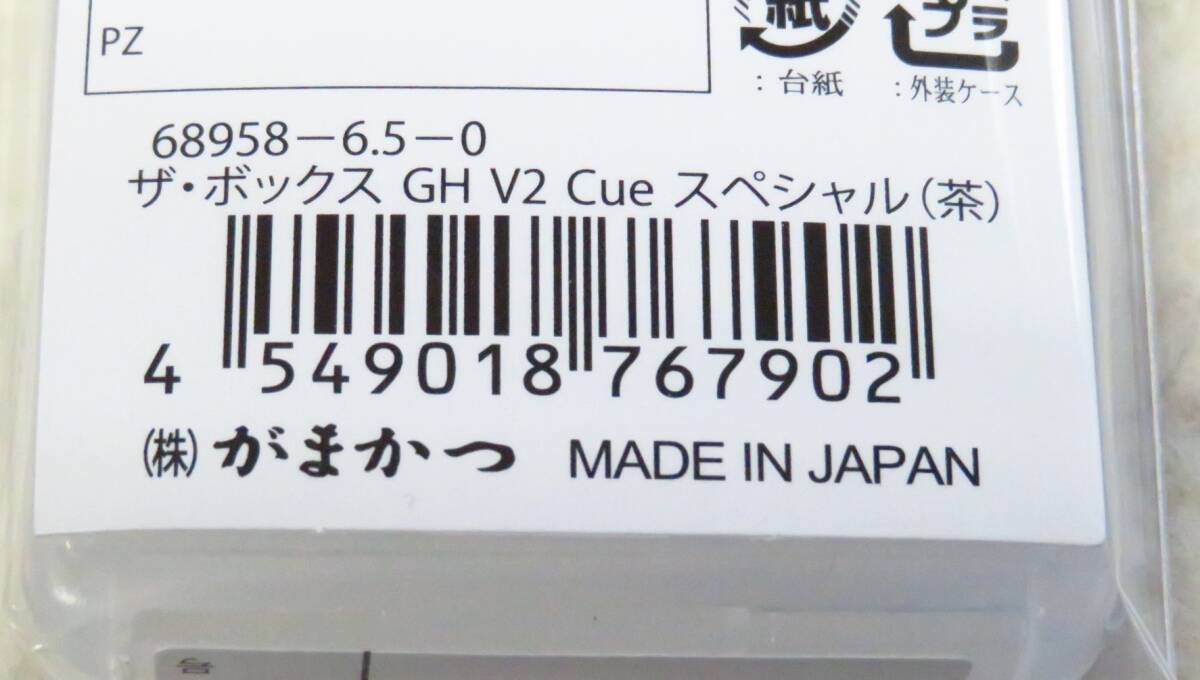 紙 プラ
PZ
: 台紙 : 外装ケース
68958-6.5-0
ザ・ボックス GH V2 Cue スペシャル(茶)
4 549018 767902
(株)がまかつ MADE IN JAPAN